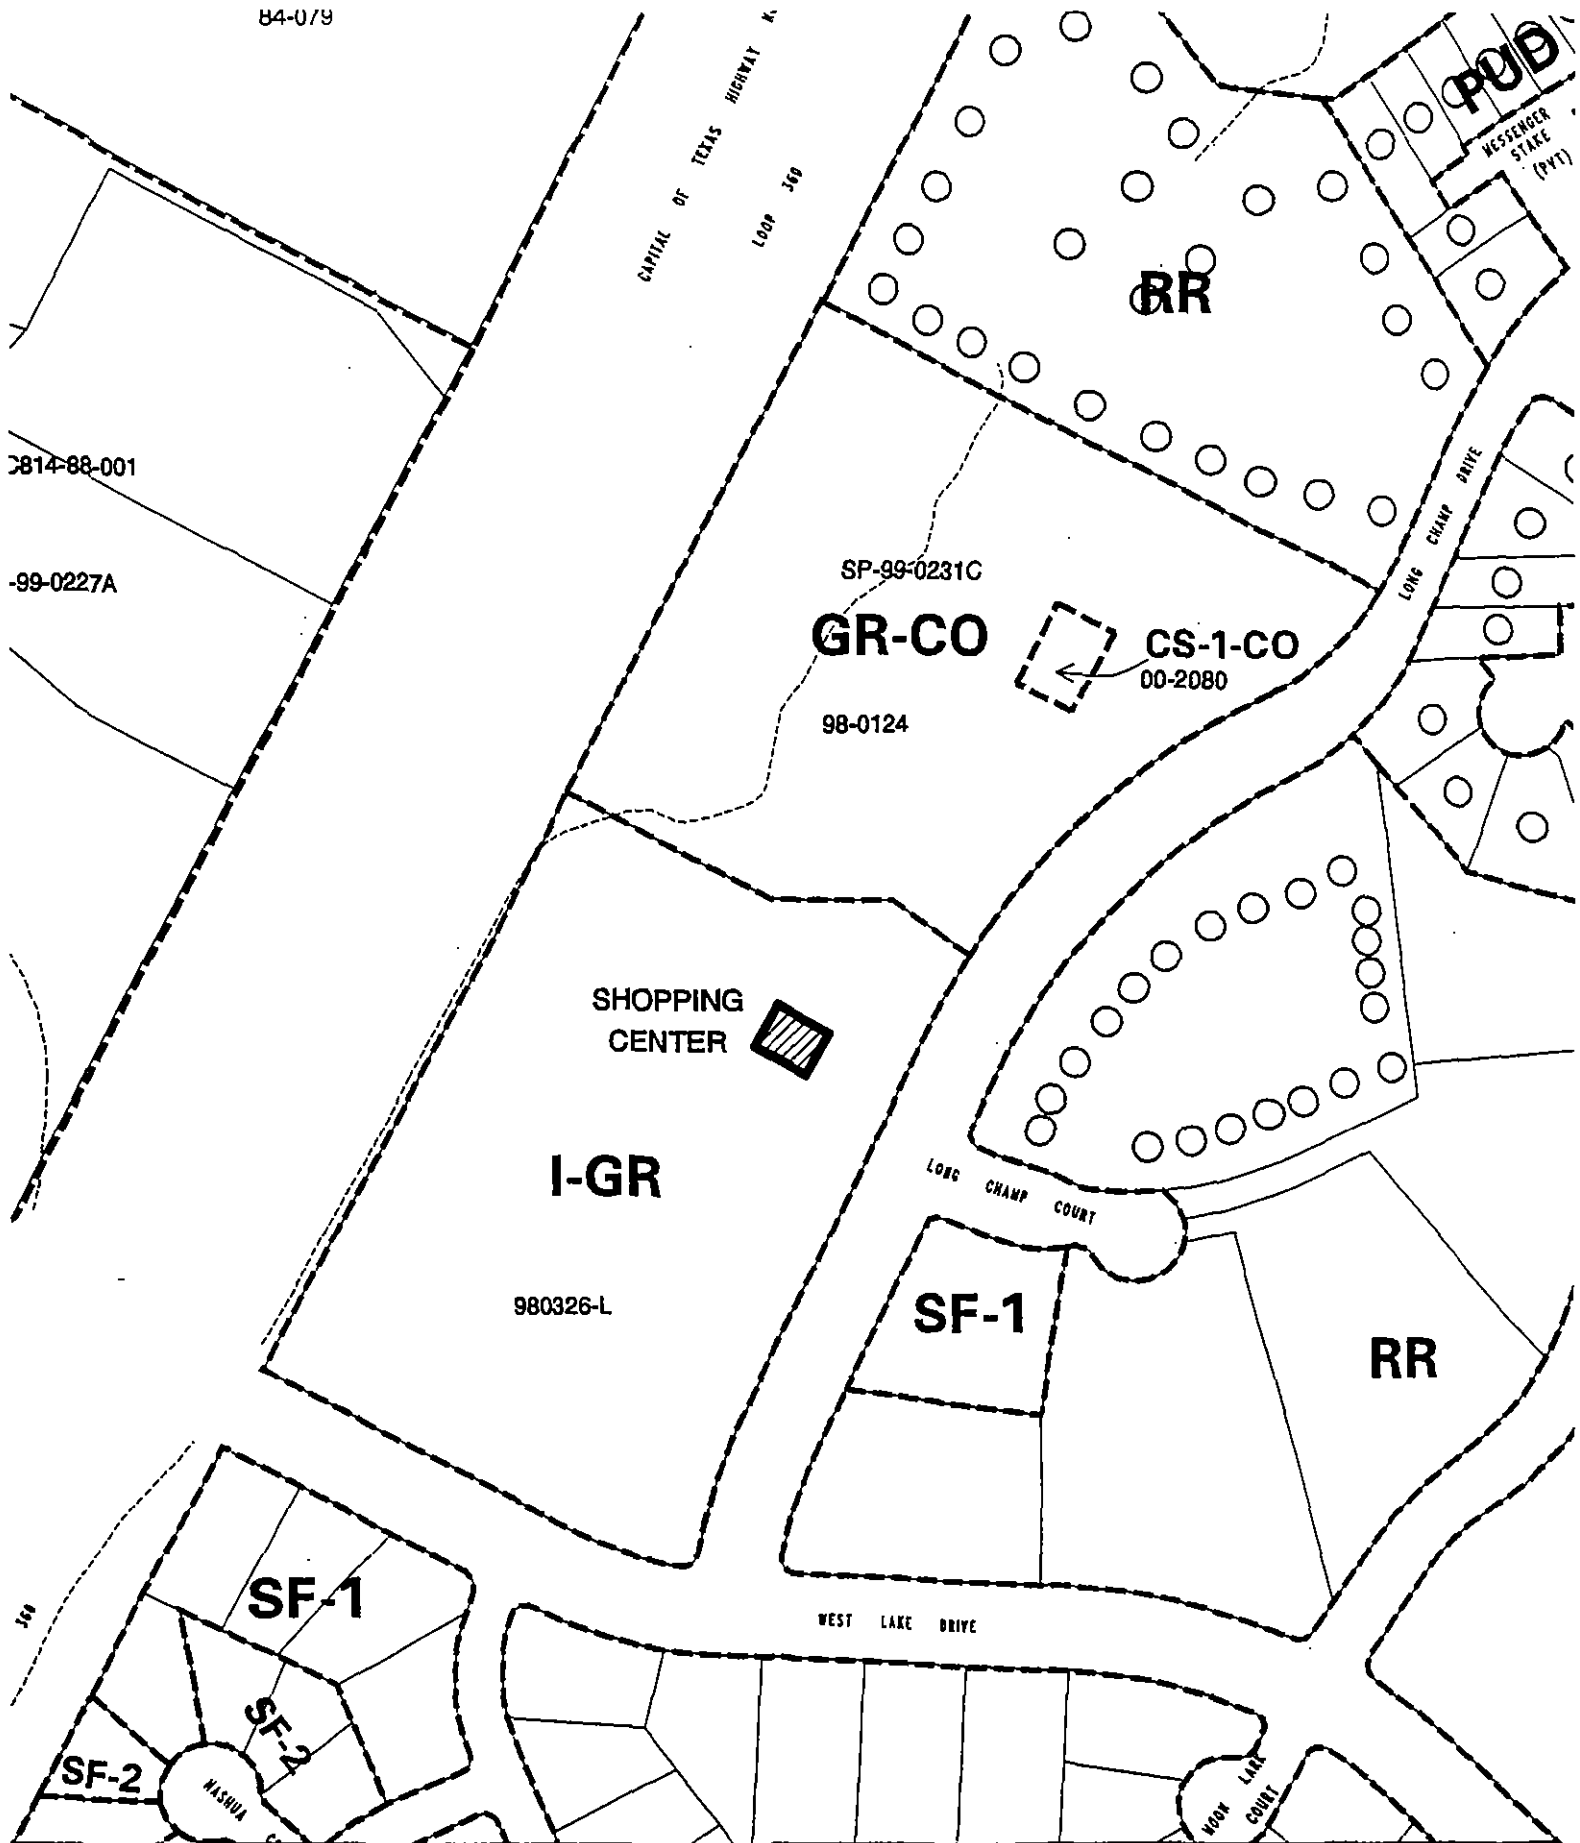 84-079
CAPITAL OF TEXAS HIGHWAY
LOOP 360
PUD
MESSENGER
STAKE
(PVT)
RR
C814-88-001
-99-0227A
LONG CHAMP DRIVE
SP-99-0231C
GR-CO
CS-1-CO
00-2080
98-0124
SHOPPING
CENTER
I-GR
LONG CHAMP COURT
980326-L
SF-1
RR
SF-1
360
WEST LAKE DRIVE
SF-2
SF-2
NASHUA
MOON LARK
COURT